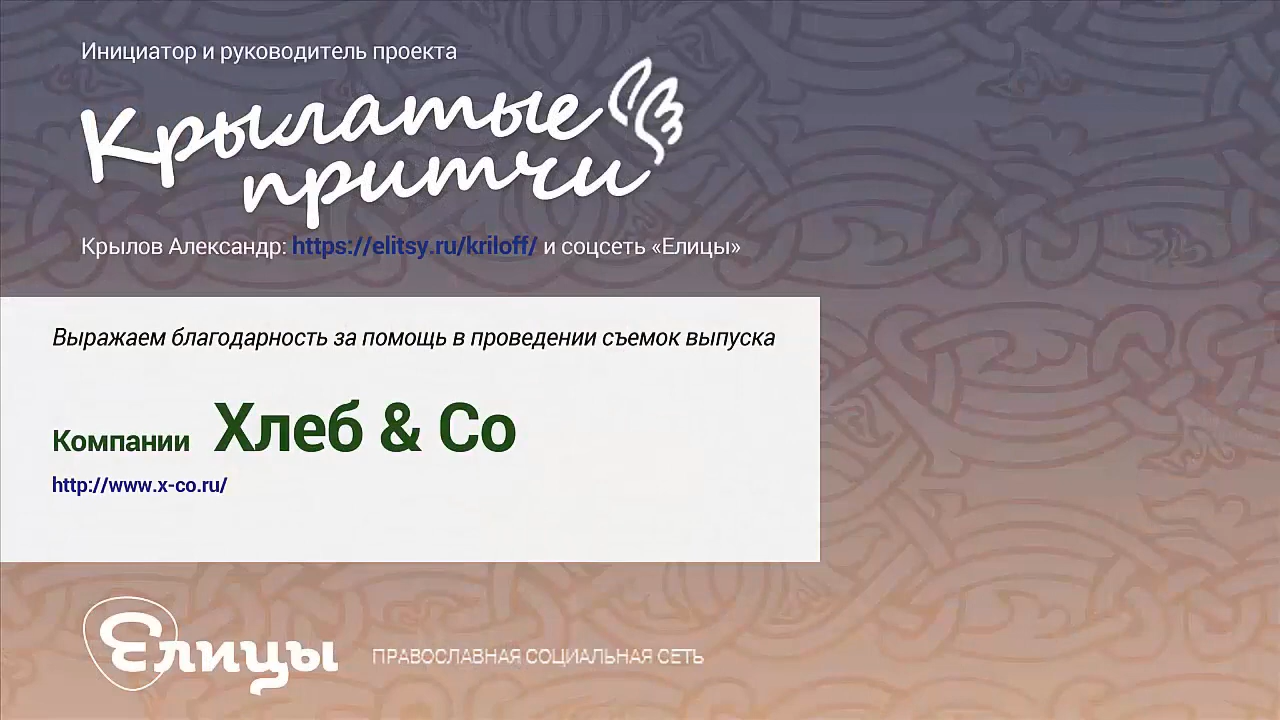 Инициатор и руководитель проекта
Крылатые
притчи
Крылов Александр: https://elitsy.ru/kriloff/ и соцсеть «Елицы»
Выражаем благодарность за помощь в проведении съемок выпуска
Компании Хлеб & Co
http://www.x-co.ru/
Елицы ПРАВОСЛАВНАЯ СОЦИАЛЬНАЯ СЕТЬ